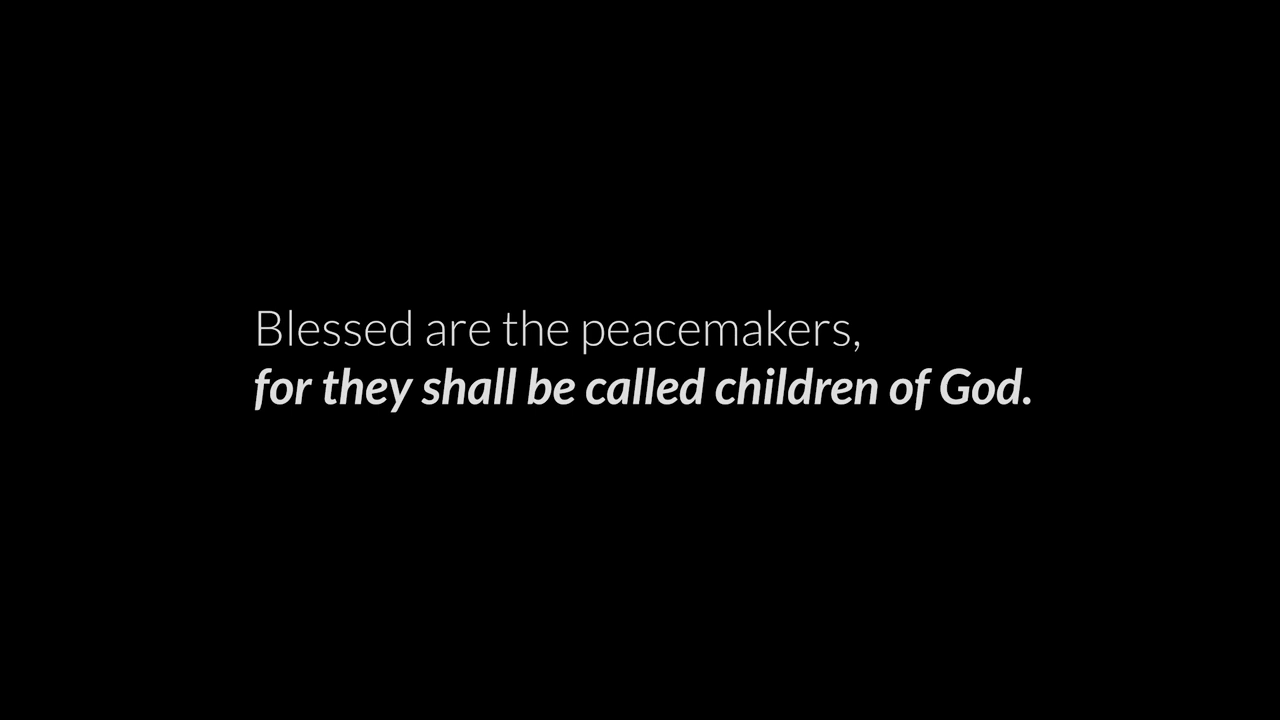 Blessed are the peacemakers,
for they shall be called children of God.